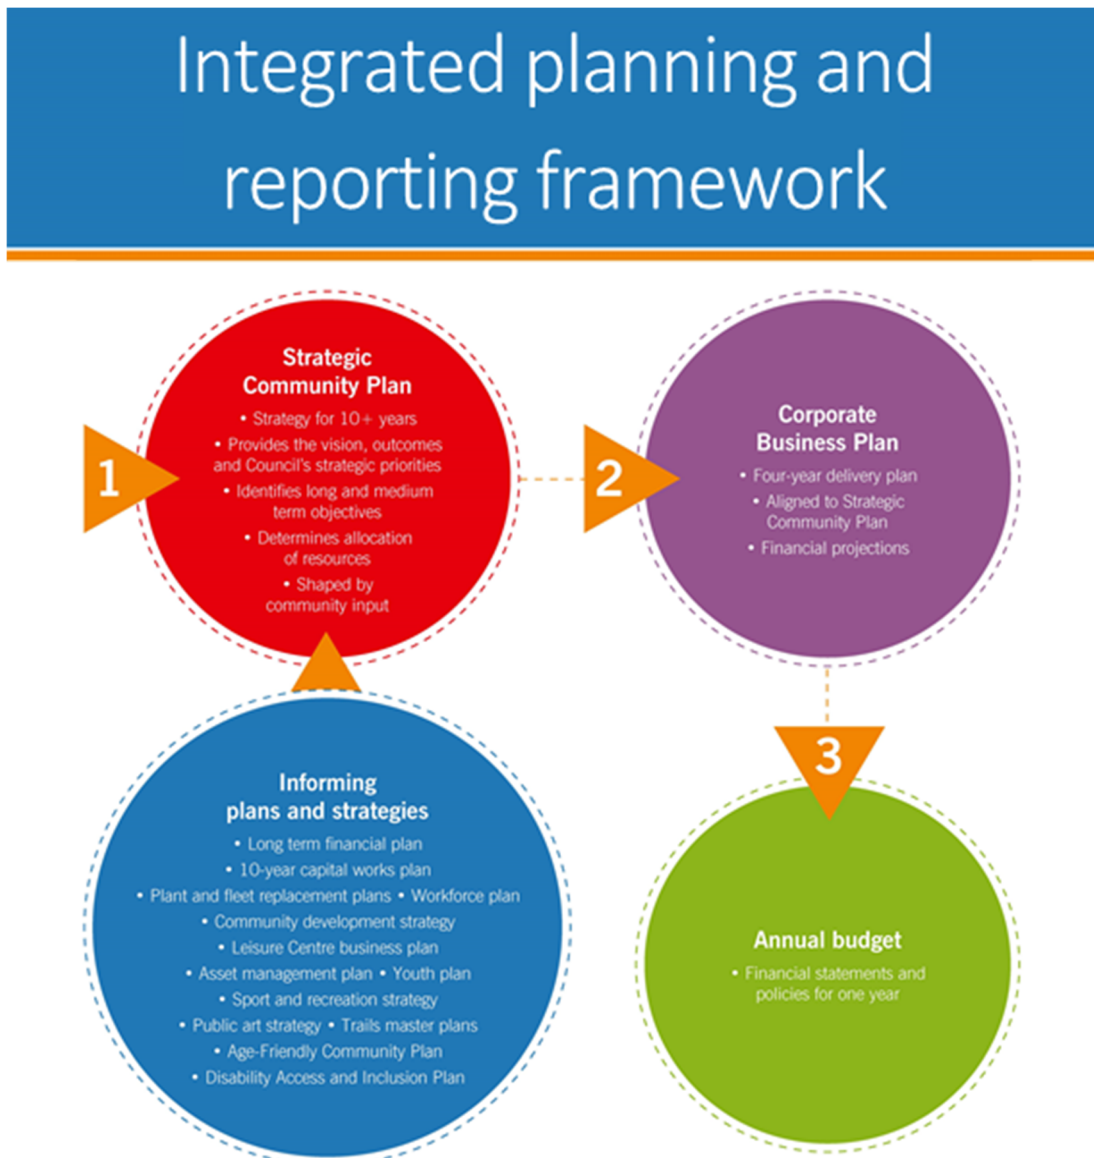 Integrated planning and
reporting framework
1
Strategic
Community Plan
• Strategy for 10+ years
• Provides the vision, outcomes
and Council's strategic priorities
• Identifies long and medium
term objectives
• Determines allocation
of resources
• Shaped by
community input
2
Corporate
Business Plan
• Four-year delivery plan
• Aligned to Strategic
Community Plan
• Financial projections
Informing
plans and strategies
• Long term financial plan
• 10-year capital works plan
• Plant and fleet replacement plans • Workforce plan
• Community development strategy
• Leisure Centre business plan
• Asset management plan • Youth plan
• Sport and recreation strategy
• Public art strategy • Trails master plans
• Age-Friendly Community Plan
• Disability Access and Inclusion Plan
3
Annual budget
• Financial statements and
policies for one year